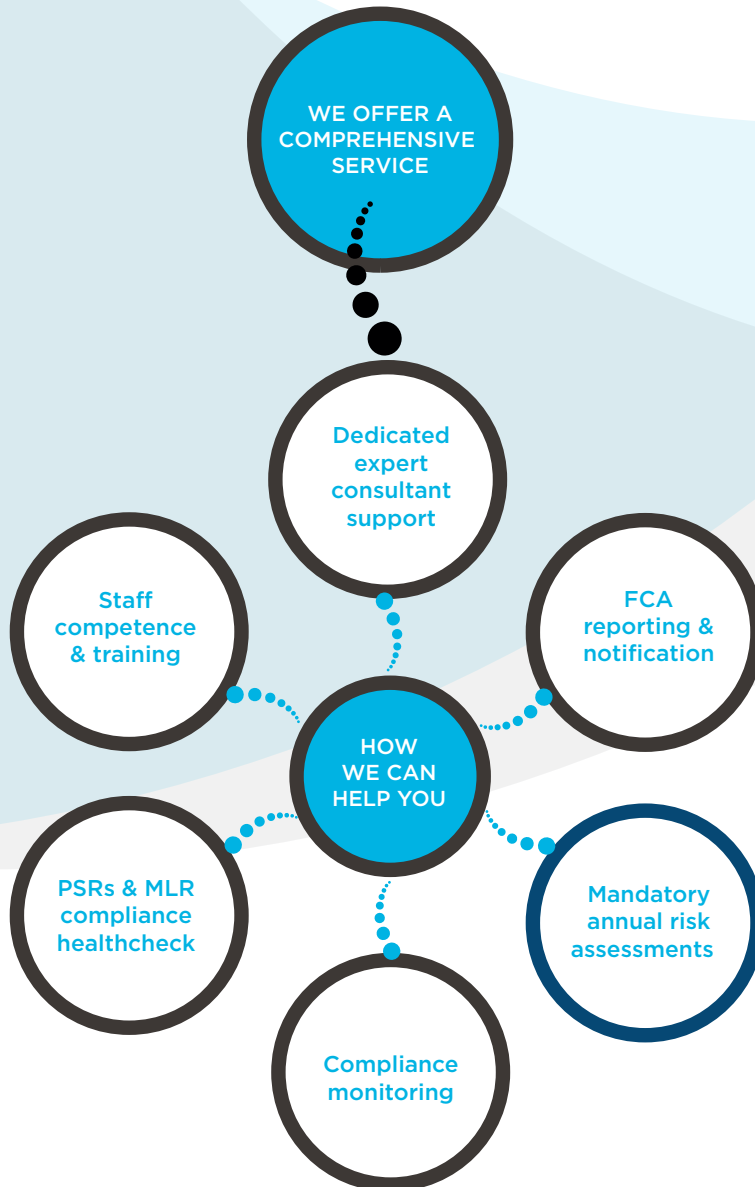 WE OFFER A
COMPREHENSIVE
SERVICE
Dedicated
expert
consultant
support
Staff
competence
& training
FCA
reporting &
notification
HOW
WE CAN
HELP YOU
PSRs & MLR
compliance
healthcheck
Mandatory
annual risk
assessments
Compliance
monitoring